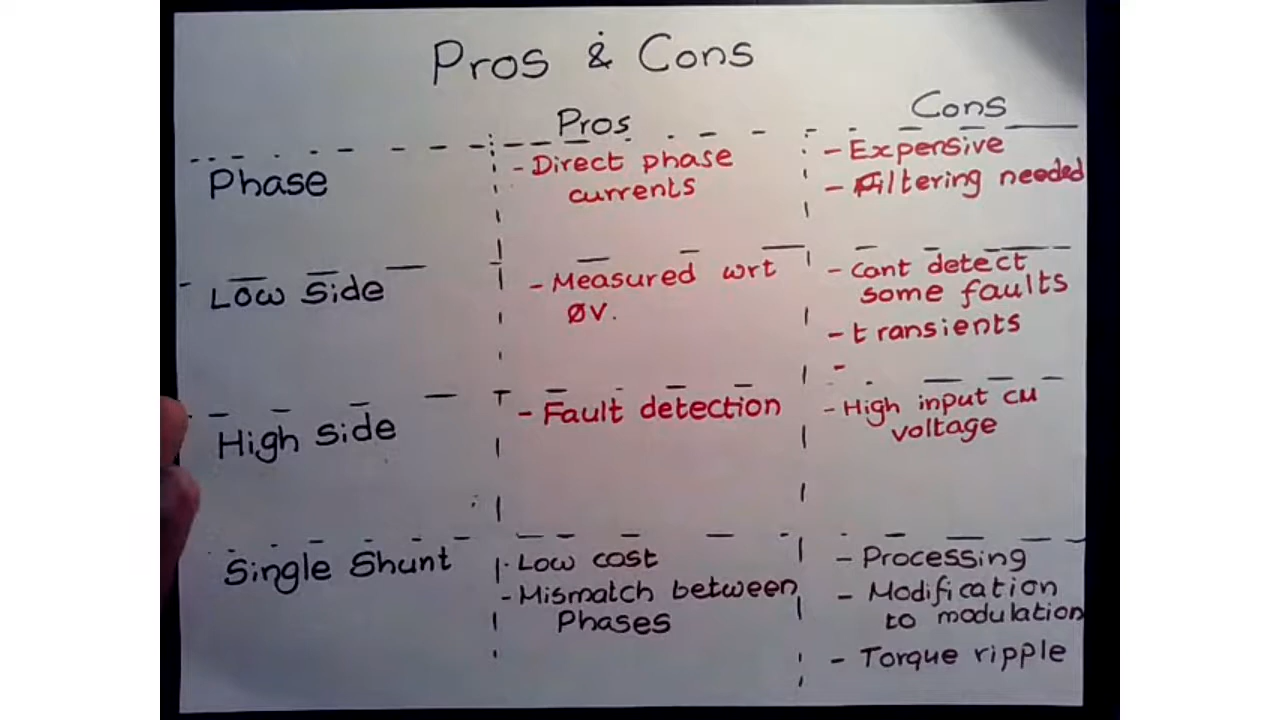 Pros & Cons
Pros
Cons
Phase
- Direct phase
currents
- Expensive
- Filtering needed
Low side
- Measured wrt
ØV.
- Cant detect
some faults
- transients
-
High side
- Fault detection
- High input CM
voltage
Single Shunt
- Low cost
- Mismatch between
Phases
- Processing
- Modification
to modulation
- Torque ripple